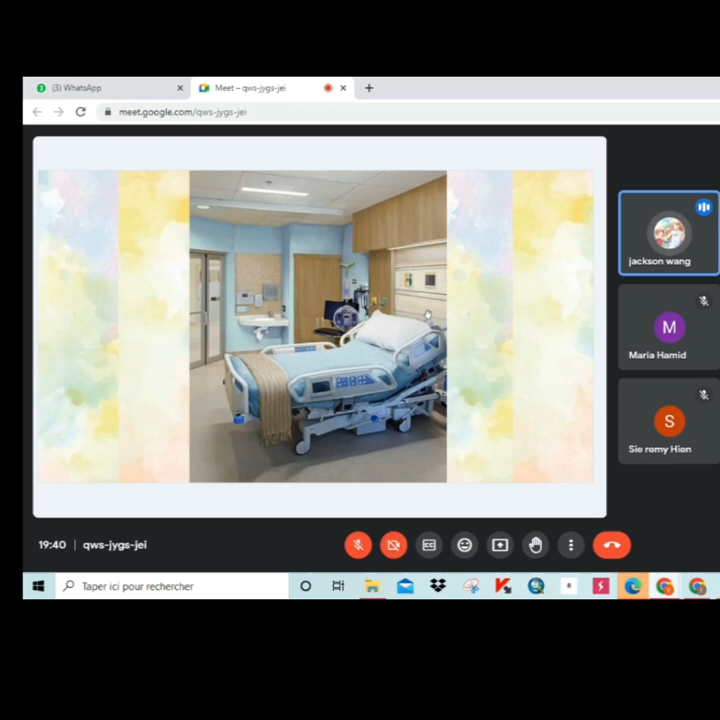 (3) WhatsApp
Meet – qws-jygs-jei
meet.google.com/qws-jygs-jei
jackson wang
M
Maria Hamid
S
Sie remy Hien
19:40 | qws-jygs-jei
Taper ici pour rechercher